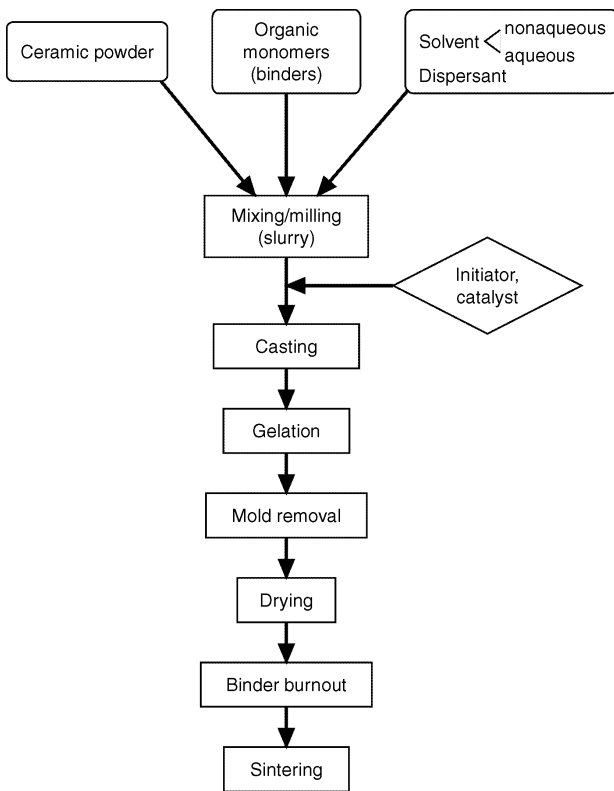 Ceramic powder
Organic
monomers
(binders)
Solvent
nonaqueous
aqueous
Dispersant
Mixing/milling
(slurry)
Initiator,
catalyst
Casting
Gelation
Mold removal
Drying
Binder burnout
Sintering